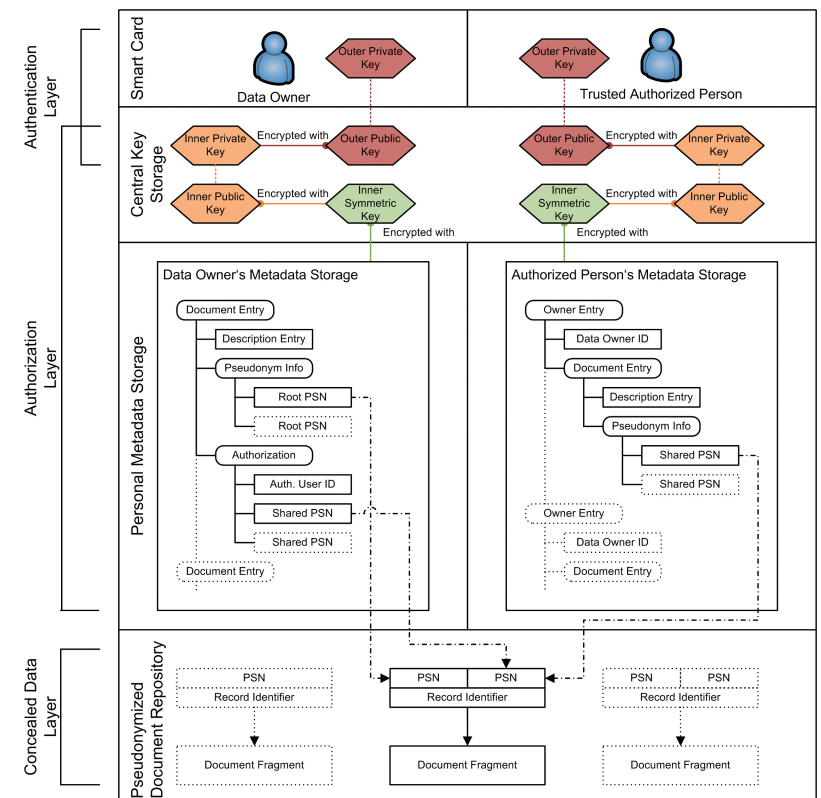 Authentication
Layer
Smart Card
Data Owner
Outer Private
Key
Outer Private
Key
Trusted Authorized Person
Central Key
Storage
Inner Private
Key
Encrypted with
Outer Public
Key
Outer Public
Key
Encrypted with
Inner Private
Key
Inner Public
Key
Encrypted with
Inner
Symmetric
Key
Inner
Symmetric
Key
Encrypted with
Inner Public
Key
Encrypted with
Encrypted with
Authorization
Layer
Personal Metadata Storage
Data Owner's Metadata Storage
Document Entry
Description Entry
Pseudonym Info
Root PSN
Root PSN
Authorization
Auth. User ID
Shared PSN
Shared PSN
Document Entry
Authorized Person's Metadata Storage
Owner Entry
Data Owner ID
Document Entry
Description Entry
Pseudonym Info
Shared PSN
Shared PSN
Owner Entry
Data Owner ID
Document Entry
Concealed Data
Layer
Pseudonymized
Document Repository
PSN
Record Identifier
Document Fragment
PSN
PSN
Record Identifier
Document Fragment
PSN
PSN
Record Identifier
Document Fragment